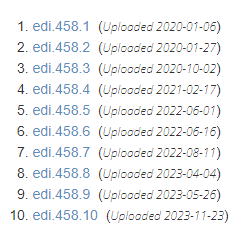 1. edi.458.1 (Uploaded 2020-01-06)
2. edi.458.2 (Uploaded 2020-01-27)
3. edi.458.3 (Uploaded 2020-10-02)
4. edi.458.4 (Uploaded 2021-02-17)
5. edi.458.5 (Uploaded 2022-06-01)
6. edi.458.6 (Uploaded 2022-06-16)
7. edi.458.7 (Uploaded 2022-08-11)
8. edi.458.8 (Uploaded 2023-04-04)
9. edi.458.9 (Uploaded 2023-05-26)
10. edi.458.10 (Uploaded 2023-11-23)